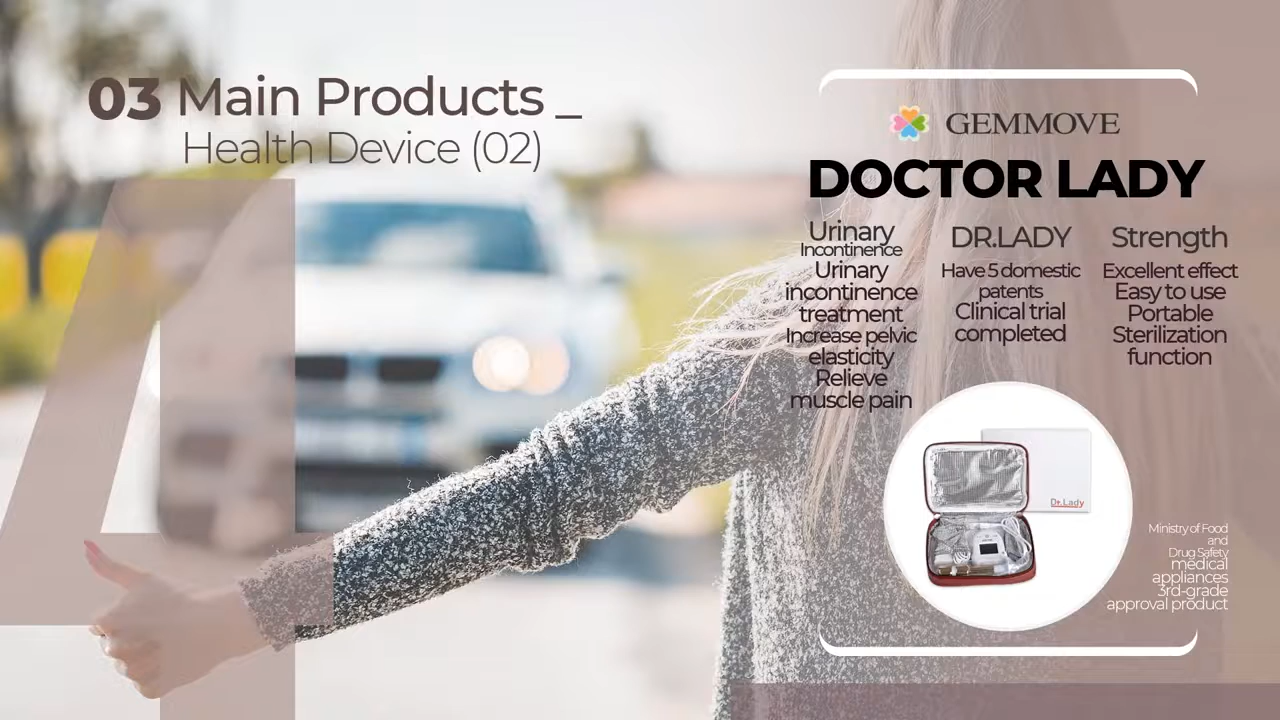 03 Main Products _
Health Device (02)
4
GEMMOVE
DOCTOR LADY
Urinary
Incontinence
Urinary
incontinence
treatment
Increase pelvic
elasticity
Relieve
muscle pain
DR.LADY
Have 5 domestic
patents
Clinical trial
completed
Strength
Excellent effect
Easy to use
Portable
Sterilization
function
Dr.Lady
Ministry of Food
and
Drug Safety
medical
appliances
3rd-grade
approval product